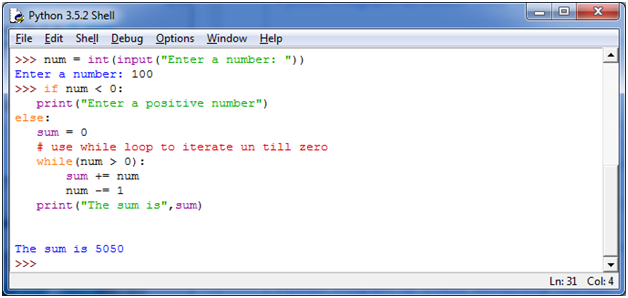 Python 3.5.2 Shell
File Edit Shell Debug Options Window Help
>>> num = int(input("Enter a number: "))
Enter a number: 100
>>> if num < 0:
   print("Enter a positive number")
else:
   sum = 0
   # use while loop to iterate un till zero
   while(num > 0):
       sum += num
       num -= 1
   print("The sum is",sum)
The sum is 5050
>>>
Ln: 31 Col: 4